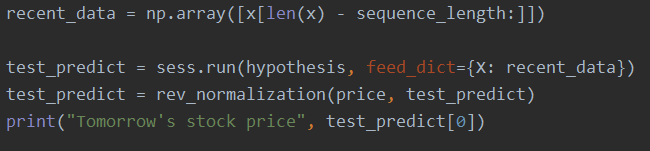 recent_data = np.array([x[len(x) - sequence_length:]])
test_predict = sess.run(hypothesis, feed_dict={X: recent_data})
test_predict = rev_normalization(price, test_predict)
print("Tomorrow's stock price", test_predict[0])